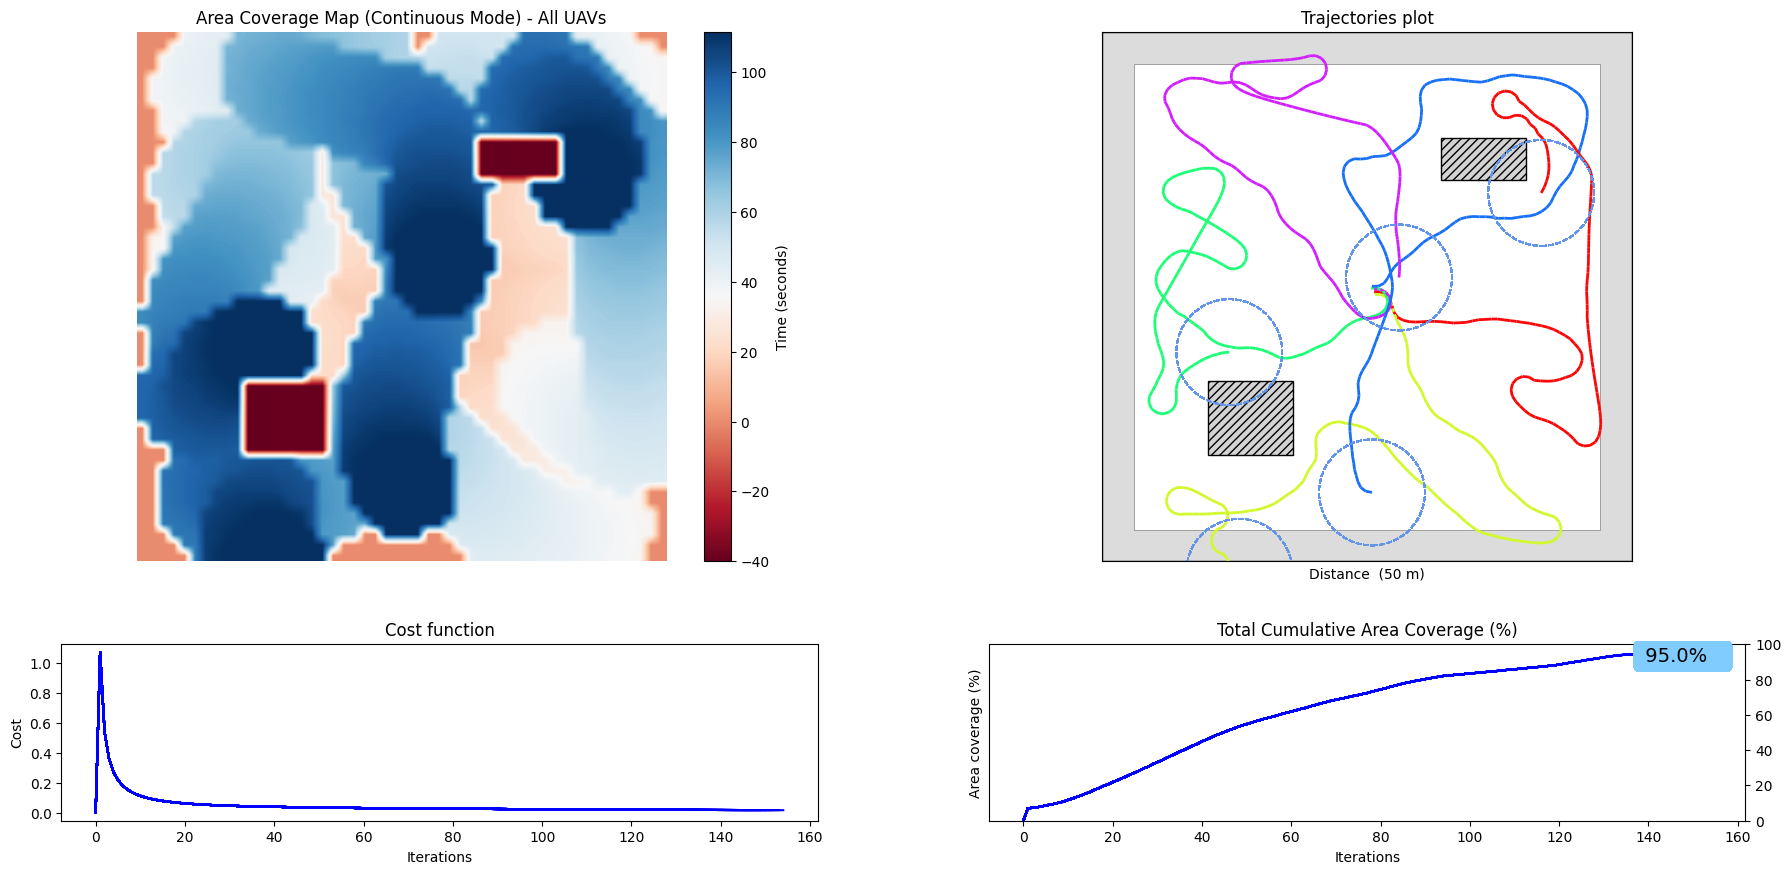 Area Coverage Map (Continuous Mode) - All UAVs
100
80
60
40
20
0
−20
−40
Time (seconds)
Trajectories plot
Distance  (50 m)
Cost function
1.0
0.8
0.6
0.4
0.2
0.0
Cost
0 20 40 60 80 100 120 140 160
Iterations
Total Cumulative Area Coverage (%)
95.0%
Area coverage (%)
100
80
60
40
20
0
0 20 40 60 80 100 120 140 160
Iterations